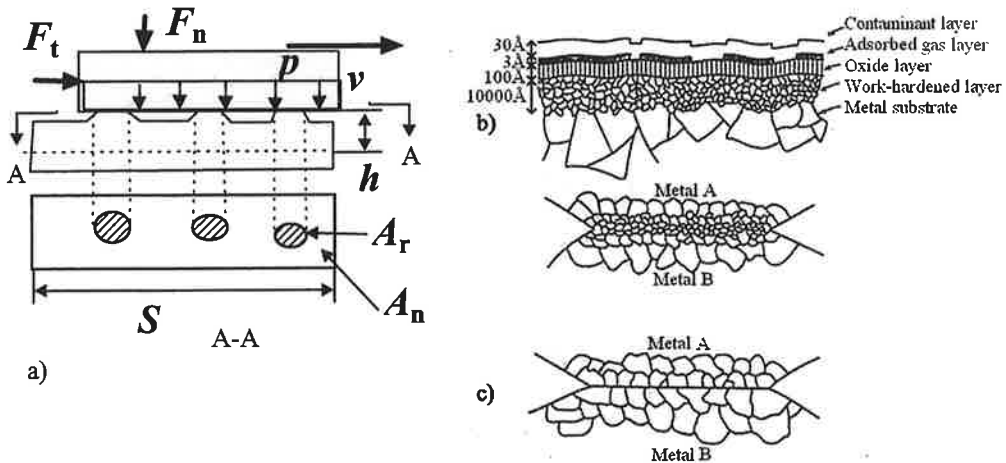 F_t
F_n
p
v
A
A
h
A_r
A_n
S
A-A
a)
30Å
3Å
100Å
10000Å
b)
Contaminant layer
Adsorbed gas layer
Oxide layer
Work-hardened layer
Metal substrate
Metal A
Metal B
c)
Metal A
Metal B